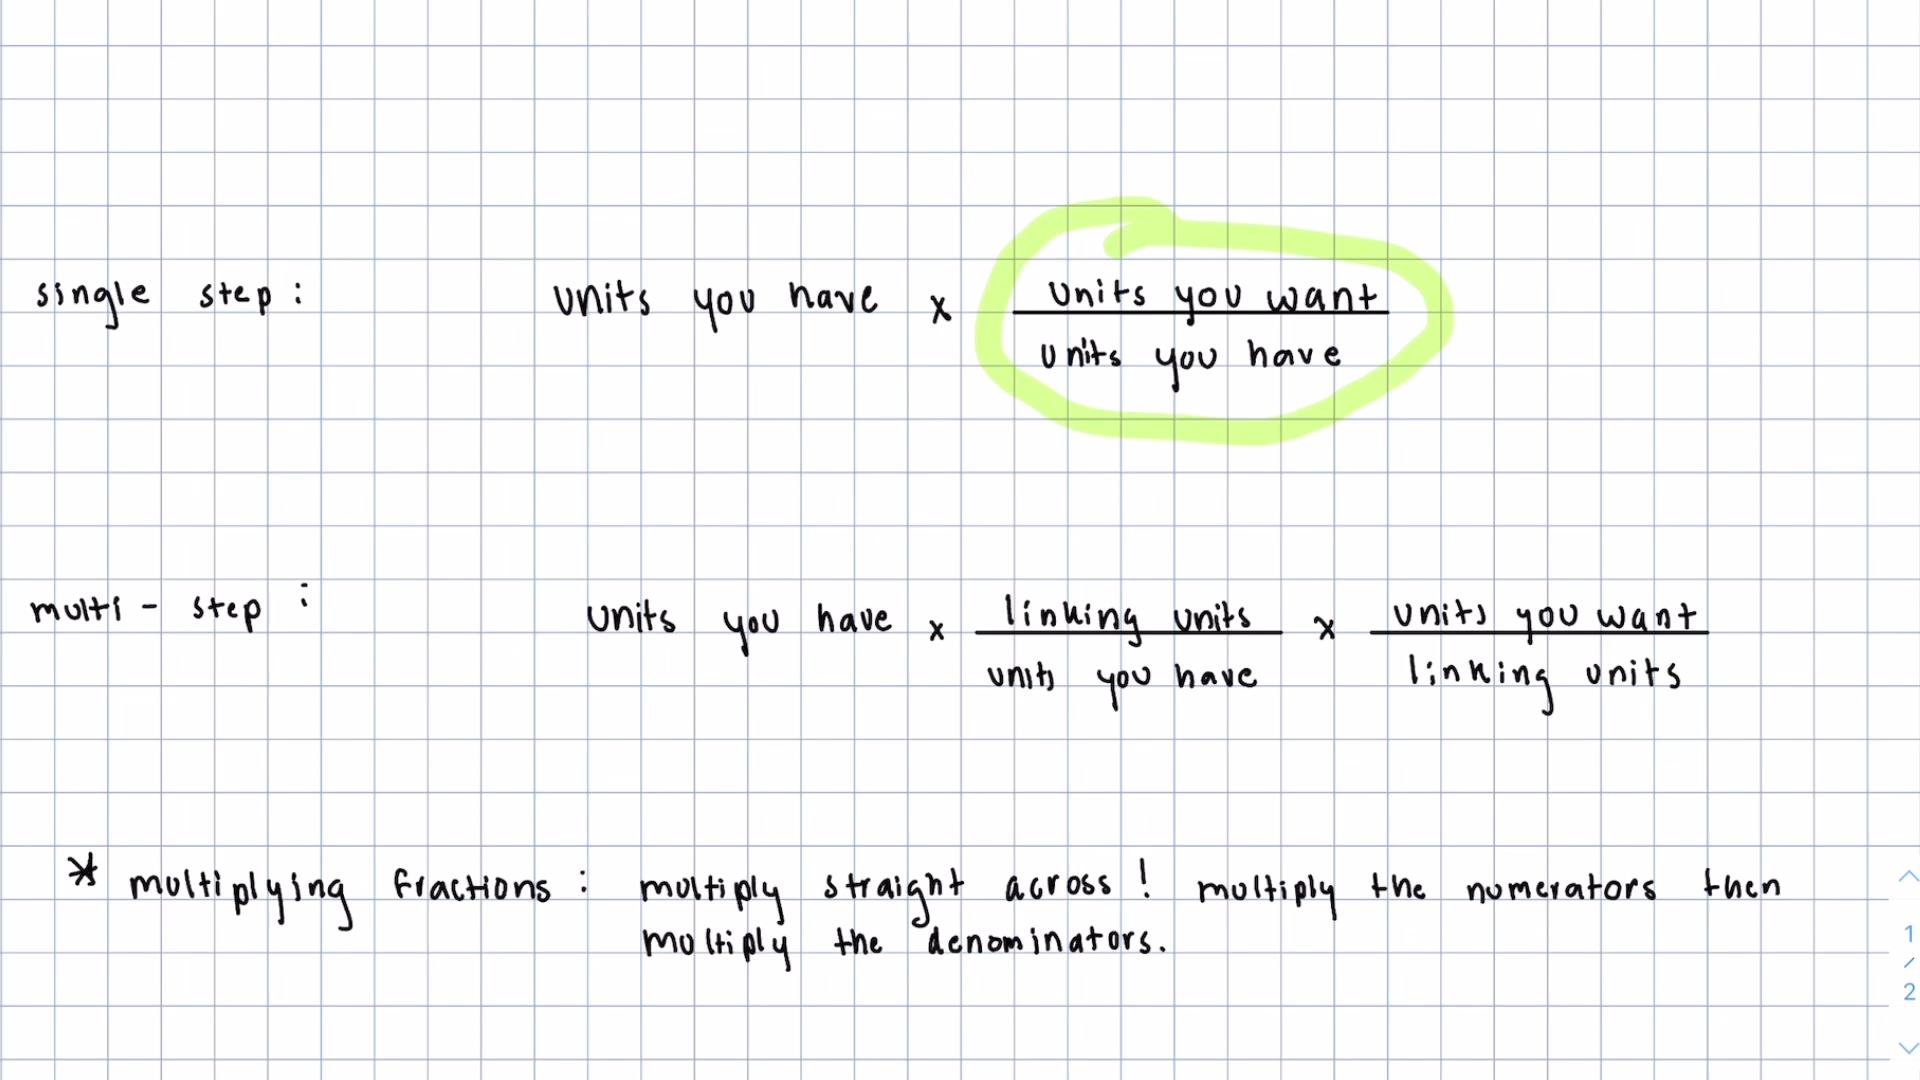 single step : units you have x units you want
units you have
multi - step : units you have x linking units x units you want
units you have linking units
* multiplying fractions : multiply straight across ! multiply the numerators then
multiply the denominators.
1
/
2